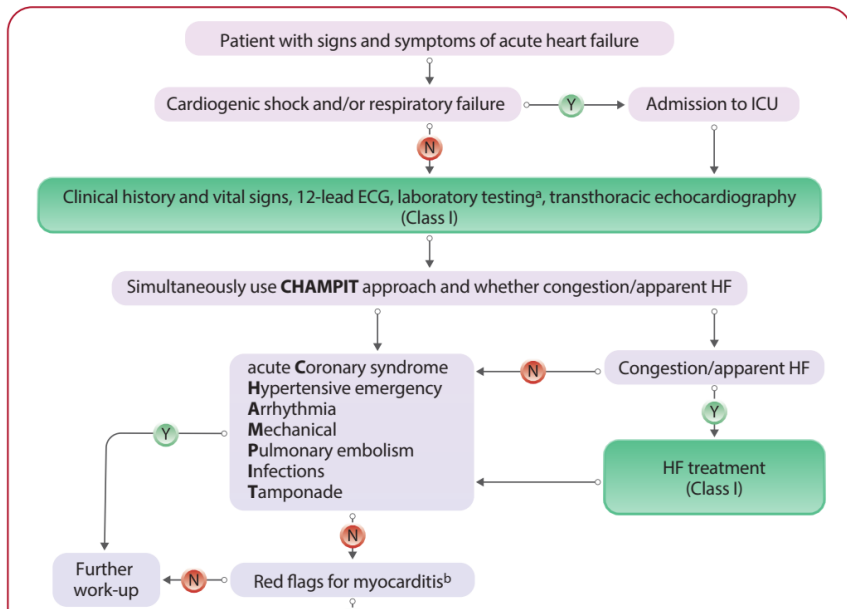 Patient with signs and symptoms of acute heart failure
Cardiogenic shock and/or respiratory failure
Y
Admission to ICU
N
Clinical history and vital signs, 12-lead ECG, laboratory testingᵃ, transthoracic echocardiography
(Class I)
Simultaneously use CHAMPIT approach and whether congestion/apparent HF
acute Coronary syndrome
Hypertensive emergency
Arrhythmia
Mechanical
Pulmonary embolism
Infections
Tamponade
N
Congestion/apparent HF
Y
Y
HF treatment
(Class I)
N
Further
work-up
N
Red flags for myocarditisᵇ